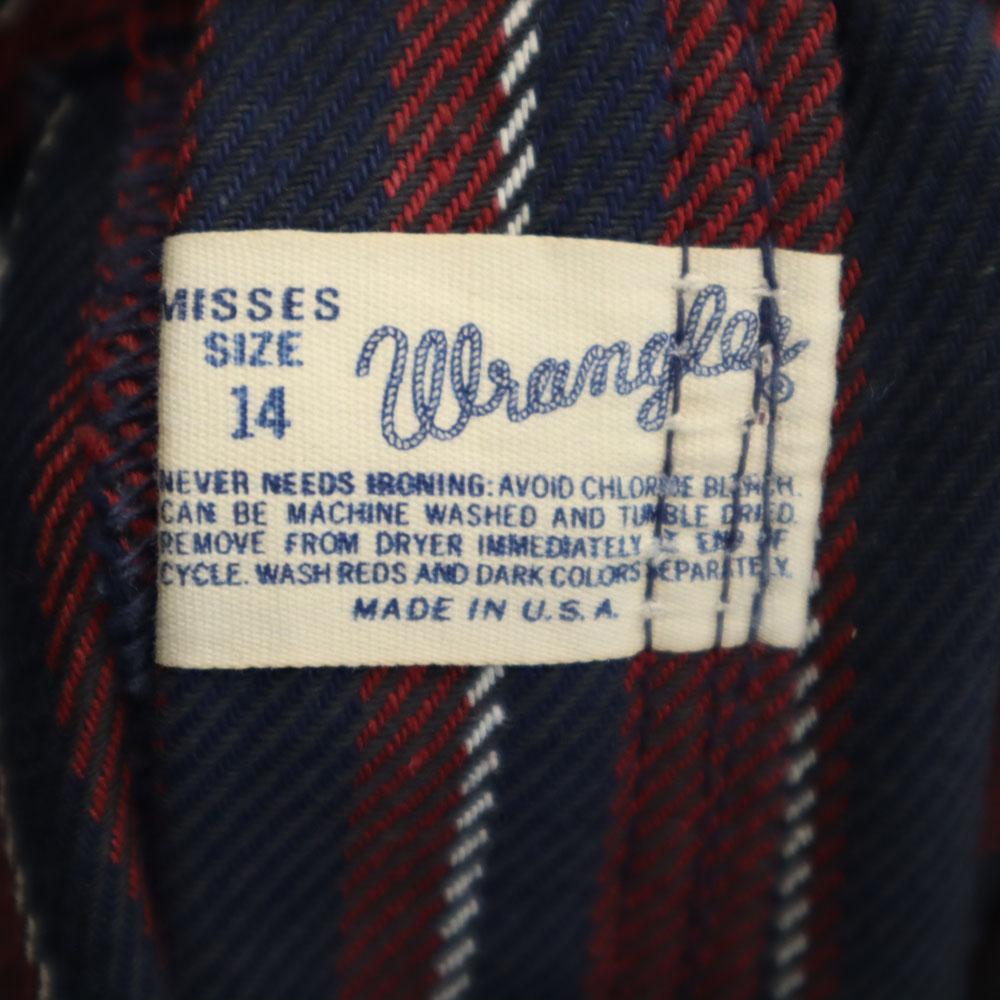 MISSES
SIZE
14
Wrangler®
NEVER NEEDS IRONING: AVOID CHLORINE BLEACH.
CAN BE MACHINE WASHED AND TUMBLE DRIED.
REMOVE FROM DRYER IMMEDIATELY AT END OF
CYCLE. WASH REDS AND DARK COLORS SEPARATELY.
MADE IN U.S.A.